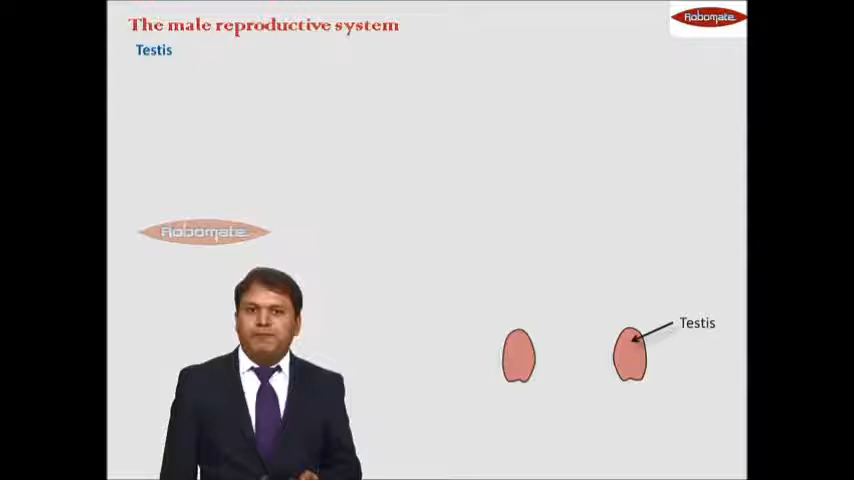 The male reproductive system
Robomate
Testis
Robomate
Testis